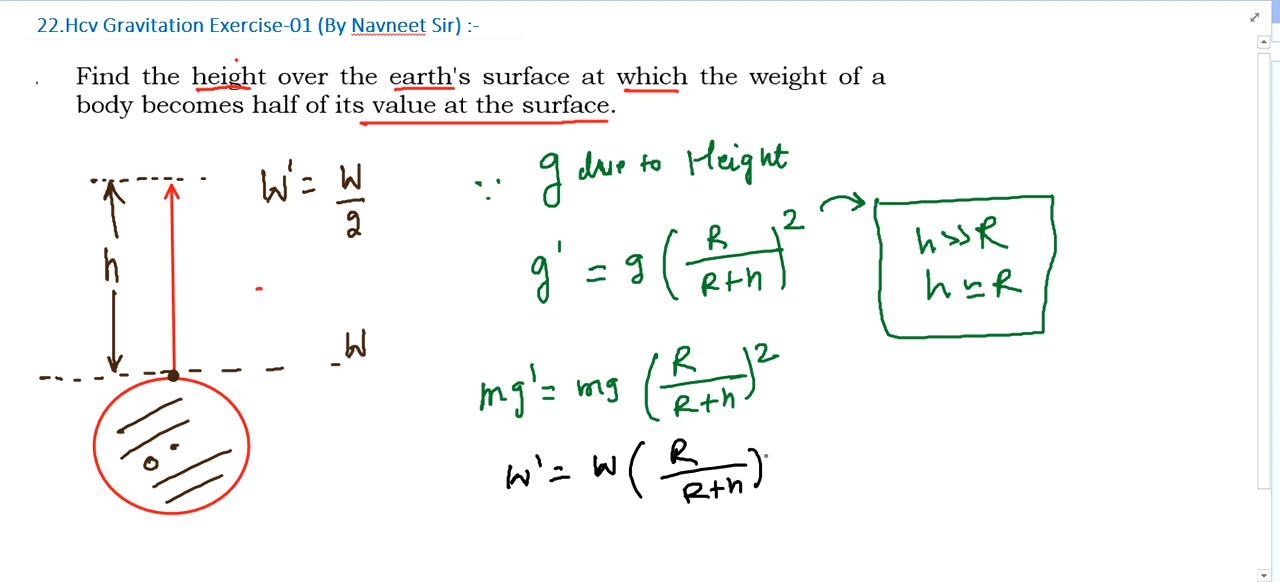 22.Hcv Gravitation Exercise-01 (By Navneet Sir) :-
. Find the height over the earth's surface at which the weight of a
body becomes half of its value at the surface.
W' = W/2
h
W
∵ g due to Height
g' = g (R/R+h)²
h >> R
h ≃ R
mg' = mg (R/R+h)²
W' = W (R/R+h)